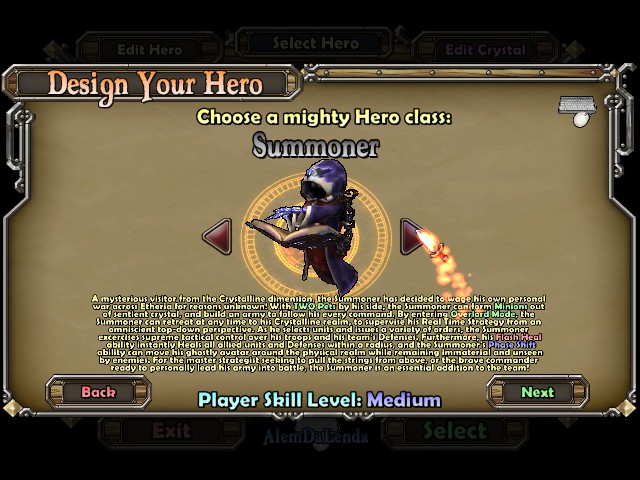 Edit Hero
Select Hero
Edit Crystal
Design Your Hero
Choose a mighty Hero class:
Summoner
A mysterious visitor from the Crystalline dimension, the Summoner has decided to wage his own personal
war across Etheria for reasons unknown! With TWO Pets by his side, the Summoner can form Minions out
of sentient crystal, and build an army to follow his every command. By entering Overlord Mode, the
Summoner can retreat at any time to his Crystalline realm, to supervise his Real Time Strategy from an
omniscient top-down perspective. As he selects units and issues a variety of orders, the Summoner
exercises supreme tactical control over his troops and his team's Defenses. Furthermore, his Flash Heal
ability instantly Heals all allied units and Defenses within a radius, and the Summoner's Phase Shift
ability can move his ghostly avatar around the physical realm while remaining immaterial and unseen
by enemies. For the master strategist seeking to pull the strings from above, or the brave commander
ready to personally lead his army into battle, the Summoner is an essential addition to the team!
Back
Player Skill Level: Medium
Next
Exit
AlemDaLenda
Select